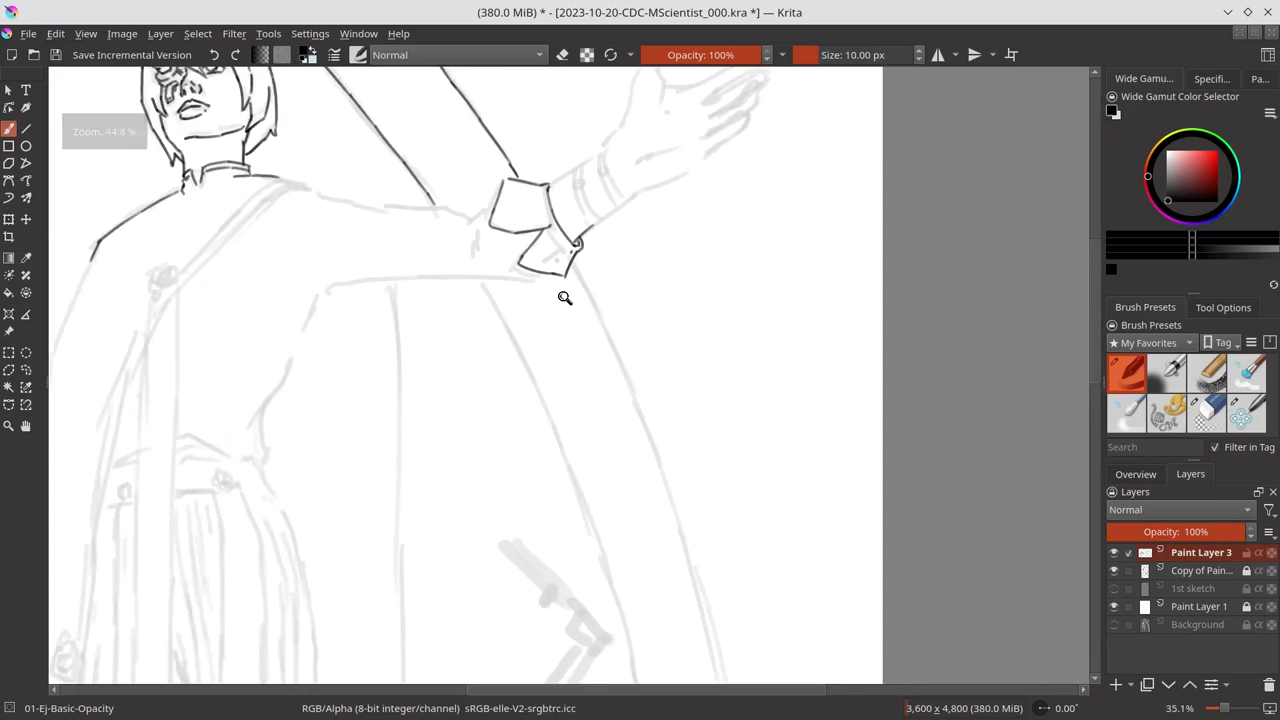 (380.0 MiB) * - [2023-10-20-CDC-MScientist_000.kra *] — Krita
File Edit View Image Layer Select Filter Tools Settings Window Help
Save Incremental Version Normal Opacity: 100% Size: 10.00 px
Wide Gamu... Specifi... Pa...
Wide Gamut Color Selector
Zoom: 44.8 %
Brush Presets Tool Options
Brush Presets
★ My Favorites Tag
Search Filter in Tag
Overview Layers
Layers
Normal
Opacity: 100%
Paint Layer 3
Copy of Pain...
1st sketch
Paint Layer 1
Background
01-Ej-Basic-Opacity RGB/Alpha (8-bit integer/channel) sRGB-elle-V2-srgbtrc.icc 3,600 x 4,800 (380.0 MiB) 0.00° 35.1%